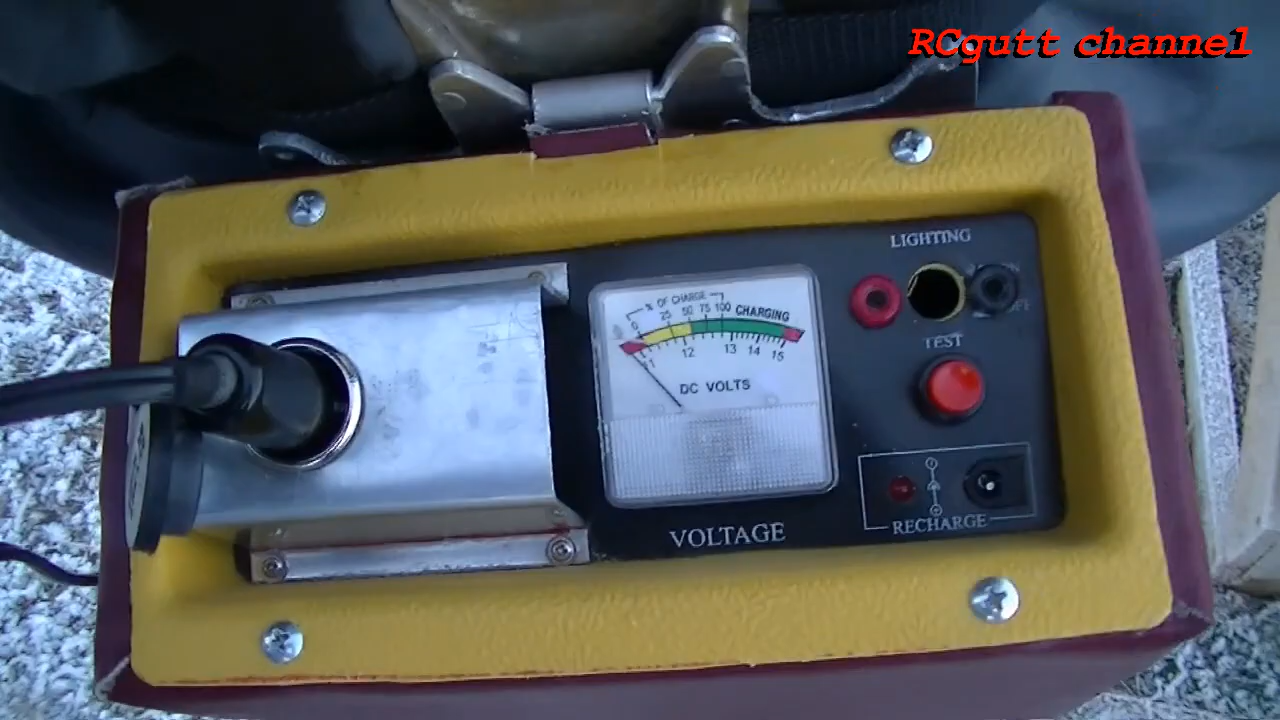 RCgutt channel
LIGHTING
% OF CHARGE
0 25 50 75 100 CHARGING
12 13 14 15
DC VOLTS
TEST
RECHARGE
VOLTAGE